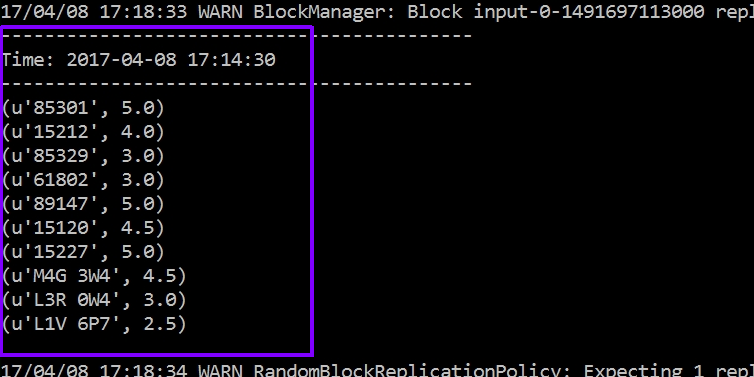 17/04/08 17:18:33 WARN BlockManager: Block input-0-1491697113000 repl
-------------------------------------------
Time: 2017-04-08 17:14:30
-------------------------------------------
(u'85301', 5.0)
(u'15212', 4.0)
(u'85329', 3.0)
(u'61802', 3.0)
(u'89147', 5.0)
(u'15120', 4.5)
(u'15227', 5.0)
(u'M4G 3W4', 4.5)
(u'L3R 0W4', 3.0)
(u'L1V 6P7', 2.5)
17/04/08 17:18:34 WARN RandomBlockReplicationPolicy: Expecting 1 repl